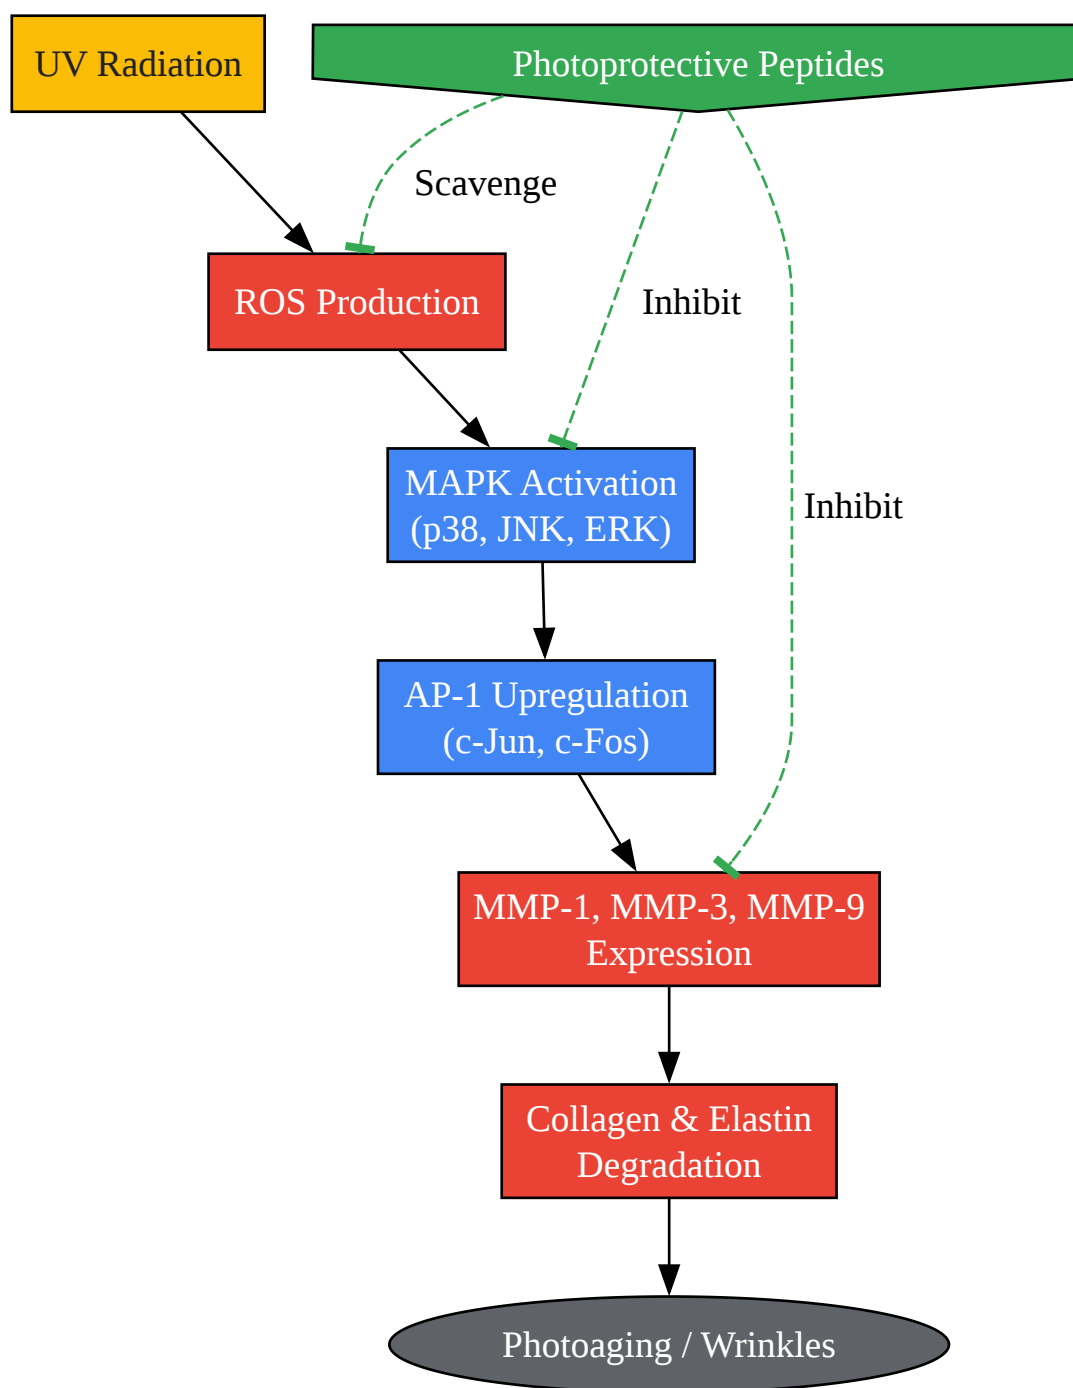 UV Radiation
Photoprotective Peptides
Scavenge
ROS Production
Inhibit
MAPK Activation
(p38, JNK, ERK)
Inhibit
AP-1 Upregulation
(c-Jun, c-Fos)
MMP-1, MMP-3, MMP-9
Expression
Collagen & Elastin
Degradation
Photoaging / Wrinkles